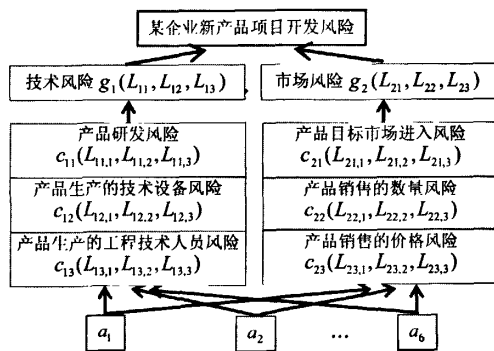 某企业新产品项目开发风险
技术风险 g₁(L₁₁, L₁₂, L₁₃)
市场风险 g₂(L₂₁, L₂₂, L₂₃)
产品研发风险
c₁₁(L₁₁,₁, L₁₁,₂, L₁₁,₃)
产品生产的技术设备风险
c₁₂(L₁₂,₁, L₁₂,₂, L₁₂,₃)
产品生产的工程技术人员风险
c₁₃(L₁₃,₁, L₁₃,₂, L₁₃,₃)
产品目标市场进入风险
c₂₁(L₂₁,₁, L₂₁,₂, L₂₁,₃)
产品销售的数量风险
c₂₂(L₂₂,₁, L₂₂,₂, L₂₂,₃)
产品销售的价格风险
c₂₃(L₂₃,₁, L₂₃,₂, L₂₃,₃)
a₁ a₂ … a₆